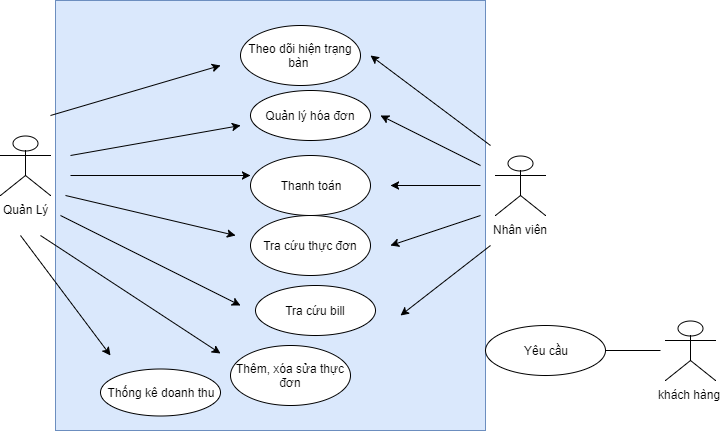 Theo dõi hiện trạng
bán
Quản lý hóa đơn
Thanh toán
Tra cứu thực đơn
Tra cứu bill
Thêm, xóa sửa thực
đơn
Thống kê doanh thu
Quản Lý
Nhân viên
Yêu cầu
khách hàng